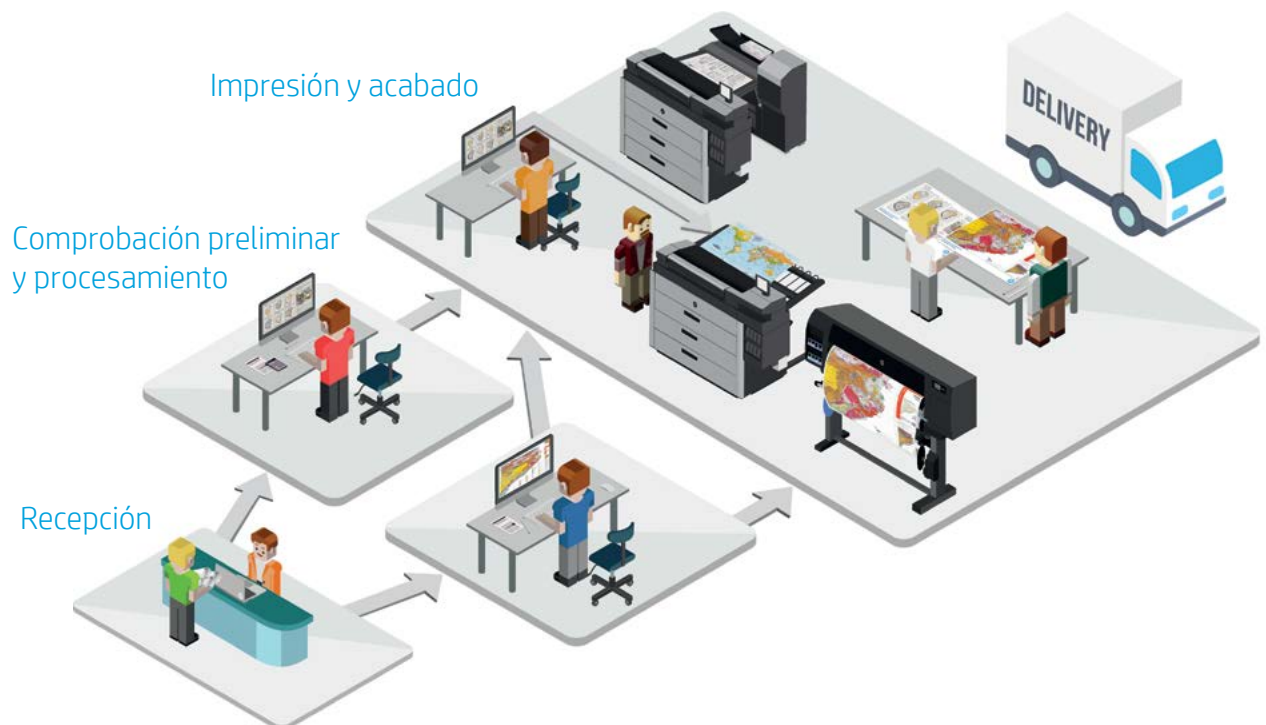 Impresión y acabado
DELIVERY
Comprobación preliminar
y procesamiento
Recepción